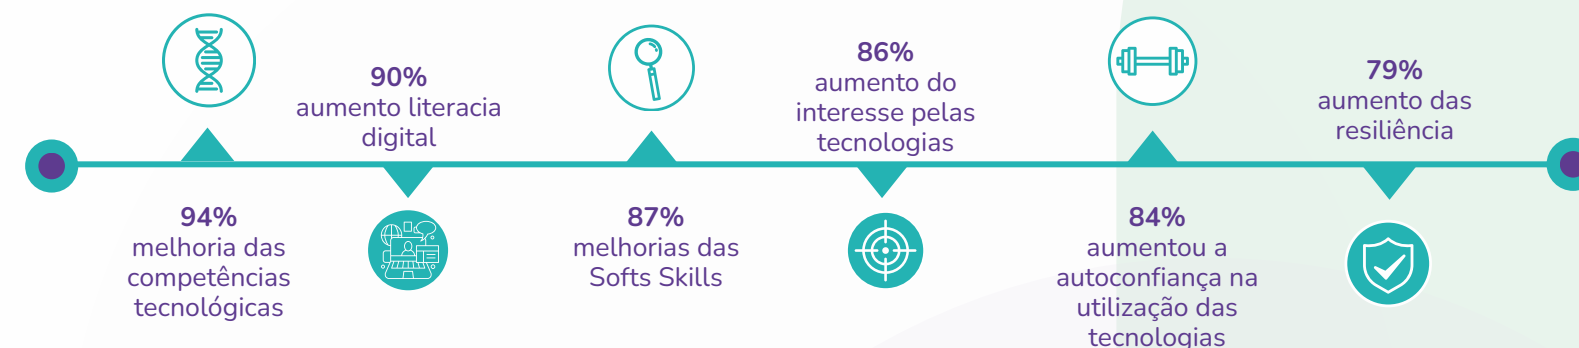 94%
melhoria das
competências
tecnológicas
90%
aumento literacia
digital
87%
melhorias das
Softs Skills
86%
aumento do
interesse pelas
tecnologias
84%
aumentou a
autoconfiança na
utilização das
tecnologias
79%
aumento das
resiliência